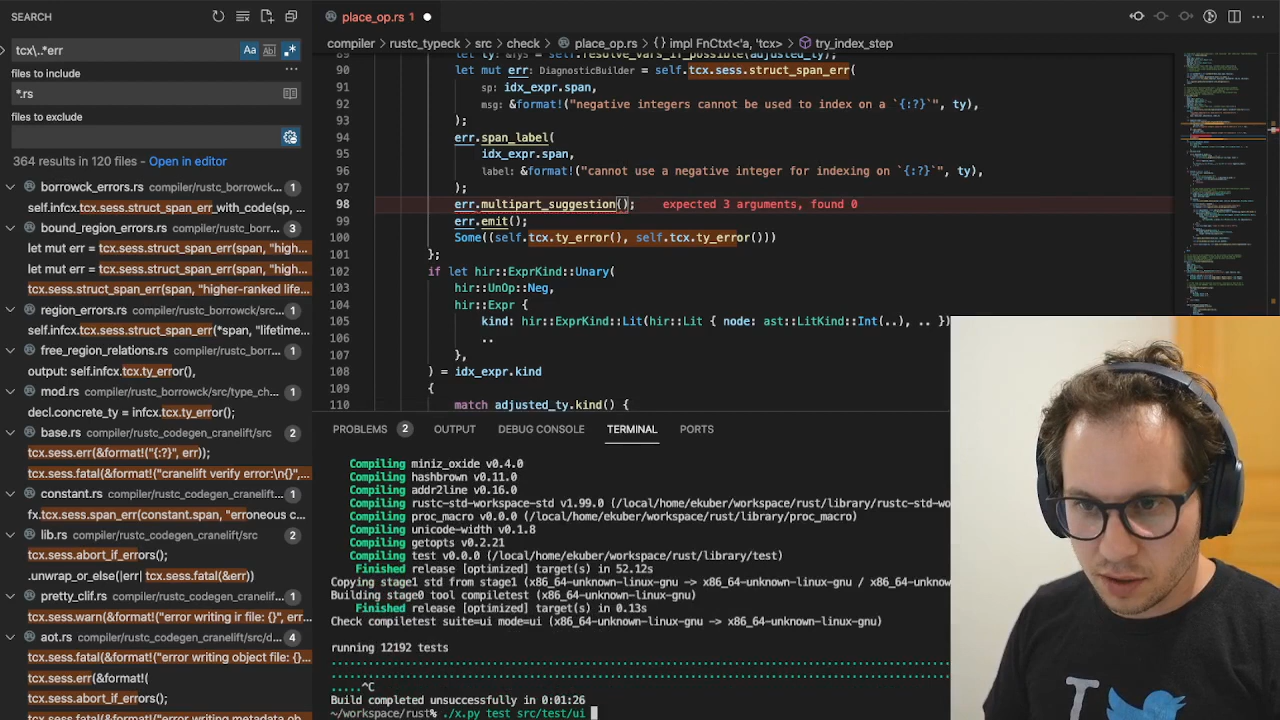 SEARCH
tcx\..*err
files to include
*.rs
files to exclude
364 results in 120 files - Open in editor
borrowck_errors.rs compiler/rustc_borrowck... 1
self.infcx.tcx.sess.struct_span_err_with_code(sp, ...
bound_region_errors.rs compiler/rustc_borr... 3
let mut err = tcx.sess.struct_span_err(span, "high...
let mut err = tcx.sess.struct_span_err(span, "high...
tcx.sess.struct_span_err(span, "higher-ranked life...
region_errors.rs compiler/rustc_borrowck/sr... 1
self.infcx.tcx.sess.struct_span_err(*span, "lifetime...
free_region_relations.rs compiler/rustc_borr... 1
output: self.infcx.tcx.ty_error(),
mod.rs compiler/rustc_borrowck/src/type_ch... 1
decl.concrete_ty = infcx.tcx.ty_error();
base.rs compiler/rustc_codegen_cranelift/src 2
tcx.sess.err(&format!("{:?}", err));
tcx.sess.fatal(&format!("cranelift verify error:\n{}",...
constant.rs compiler/rustc_codegen_cranelift... 1
fx.tcx.sess.span_err(constant.span, "erroneous c...
lib.rs compiler/rustc_codegen_cranelift/src 2
tcx.sess.abort_if_errors();
.unwrap_or_else(|err| tcx.sess.fatal(&err))
pretty_clif.rs compiler/rustc_codegen_cranelift... 1
tcx.sess.warn(&format!("error writing ir file: {}", err...
aot.rs compiler/rustc_codegen_cranelift/src/d... 4
tcx.sess.fatal(&format!("error writing object file: {}...
tcx.sess.err(&format!(
tcx.sess.abort_if_errors();
place_op.rs 1
compiler > rustc_typeck > src > check > place_op.rs > {} impl FnCtxt<'a, 'tcx> > try_index_step
90 let mut err: DiagnosticBuilder = self.tcx.sess.struct_span_err(
91 sp: idx_expr.span,
92 msg: &format!("negative integers cannot be used to index on a `{:?}`", ty),
93 );
94 err.span_label(
95 idx_expr.span,
96 label: &format!("cannot use a negative integer for indexing on `{:?}`", ty),
97 );
98 err.multipart_suggestion(); expected 3 arguments, found 0
99 err.emit();
100 Some((self.tcx.ty_error(), self.tcx.ty_error()))
101 };
102 if let hir::ExprKind::Unary(
103 hir::UnOp::Neg,
104 hir::Expr {
105 kind: hir::ExprKind::Lit(hir::Lit { node: ast::LitKind::Int(..), .. })
106 ..
107 },
108 ) = idx_expr.kind
109 {
110 match adjusted_ty.kind() {
PROBLEMS 2 OUTPUT DEBUG CONSOLE TERMINAL PORTS
Compiling miniz_oxide v0.4.0
Compiling hashbrown v0.11.0
Compiling addr2line v0.16.0
Compiling rustc-std-workspace-std v1.99.0 (/local/home/ekuber/workspace/rust/library/rustc-std-wo
Compiling proc_macro v0.0.0 (/local/home/ekuber/workspace/rust/library/proc_macro)
Compiling unicode-width v0.1.8
Compiling getopts v0.2.21
Compiling test v0.0.0 (/local/home/ekuber/workspace/rust/library/test)
Finished release [optimized] target(s) in 52.12s
Copying stage1 std from stage1 (x86_64-unknown-linux-gnu -> x86_64-unknown-linux-gnu / x86_64-unknown-
Building stage0 tool compiletest (x86_64-unknown-linux-gnu)
Finished release [optimized] target(s) in 0.13s
Check compiletest suite=ui mode=ui (x86_64-unknown-linux-gnu -> x86_64-unknown-linux-gnu)
running 12192 tests
.....^C
Build completed unsuccessfully in 0:01:26
~/workspace/rust% ./x.py test src/test/ui